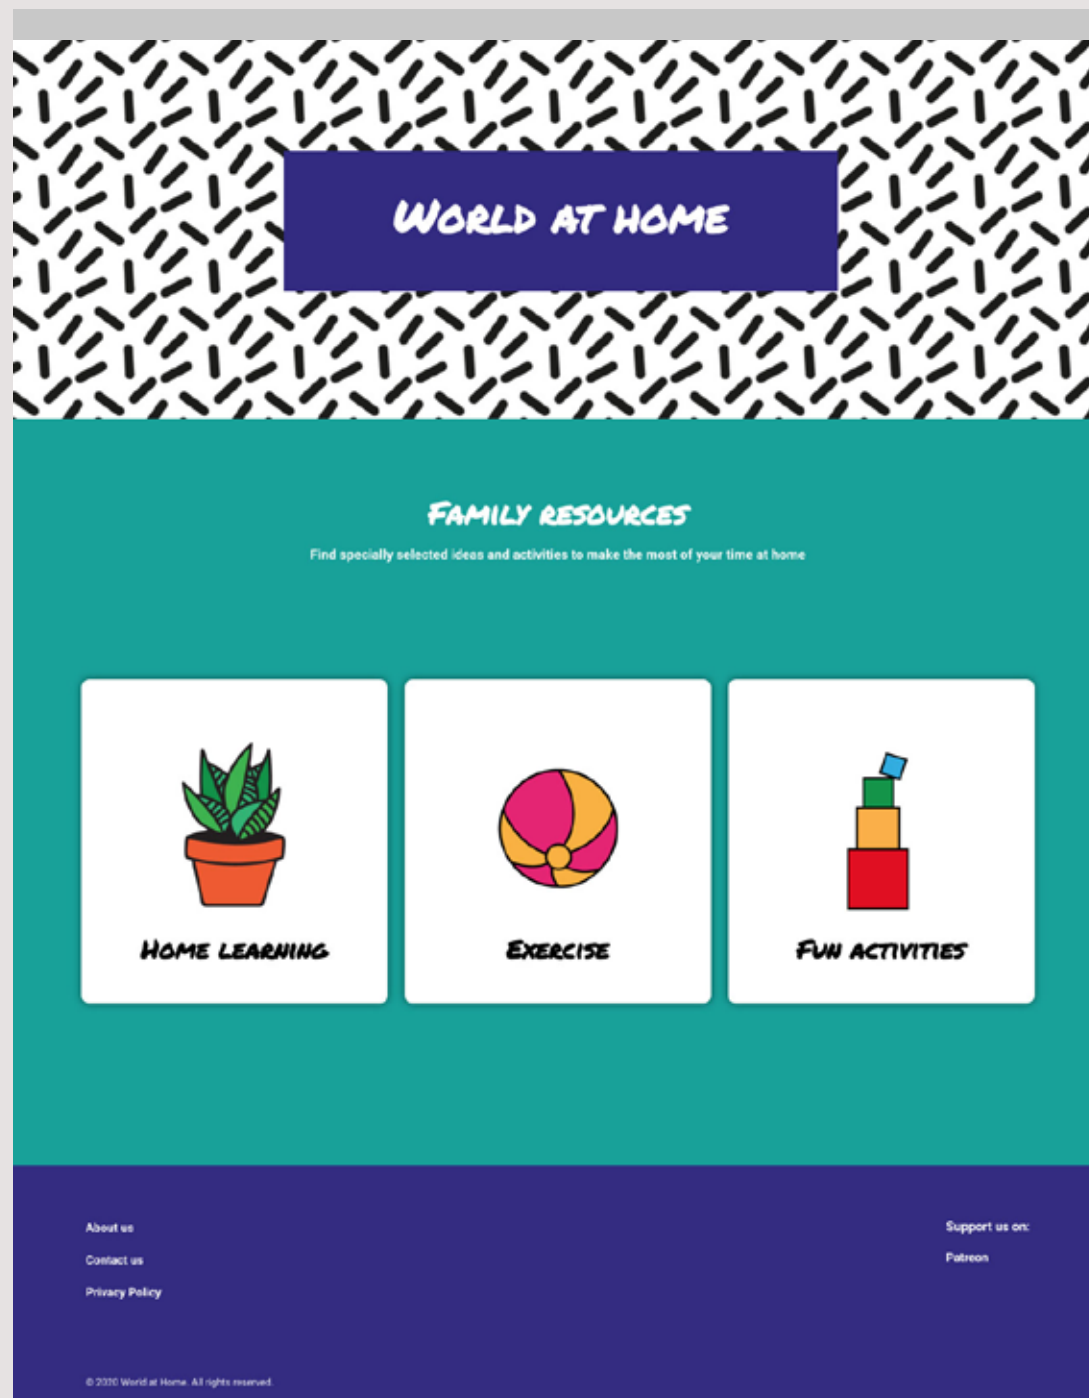 World at home
Family resources
Find specially selected ideas and activities to make the most of your time at home
Home learning
Exercise
Fun activities
About us
Contact us
Privacy Policy
Support us on:
Patreon
© 2020 World at Home. All rights reserved.